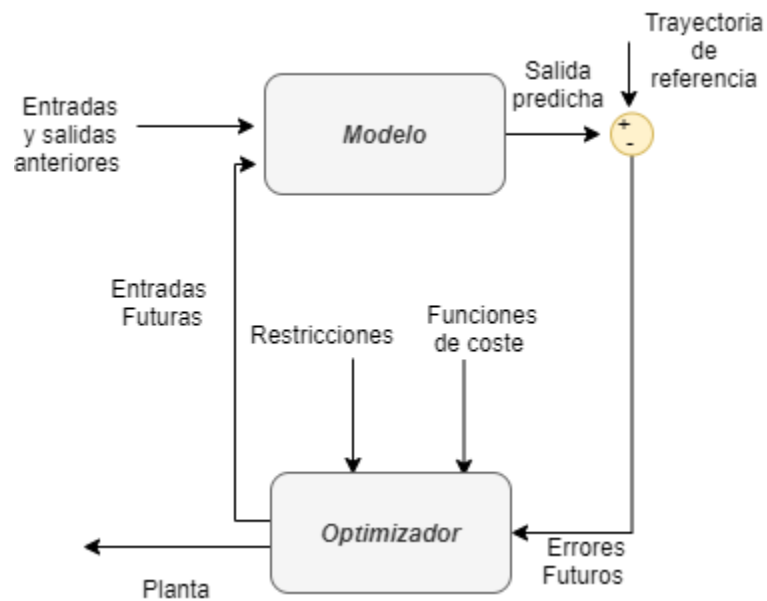 Trayectoria
de
referencia
Salida
predicha
Entradas
y salidas
anteriores
Modelo
+
-
Entradas
Futuras
Restricciones
Funciones
de coste
Optimizador
Errores
Futuros
Planta